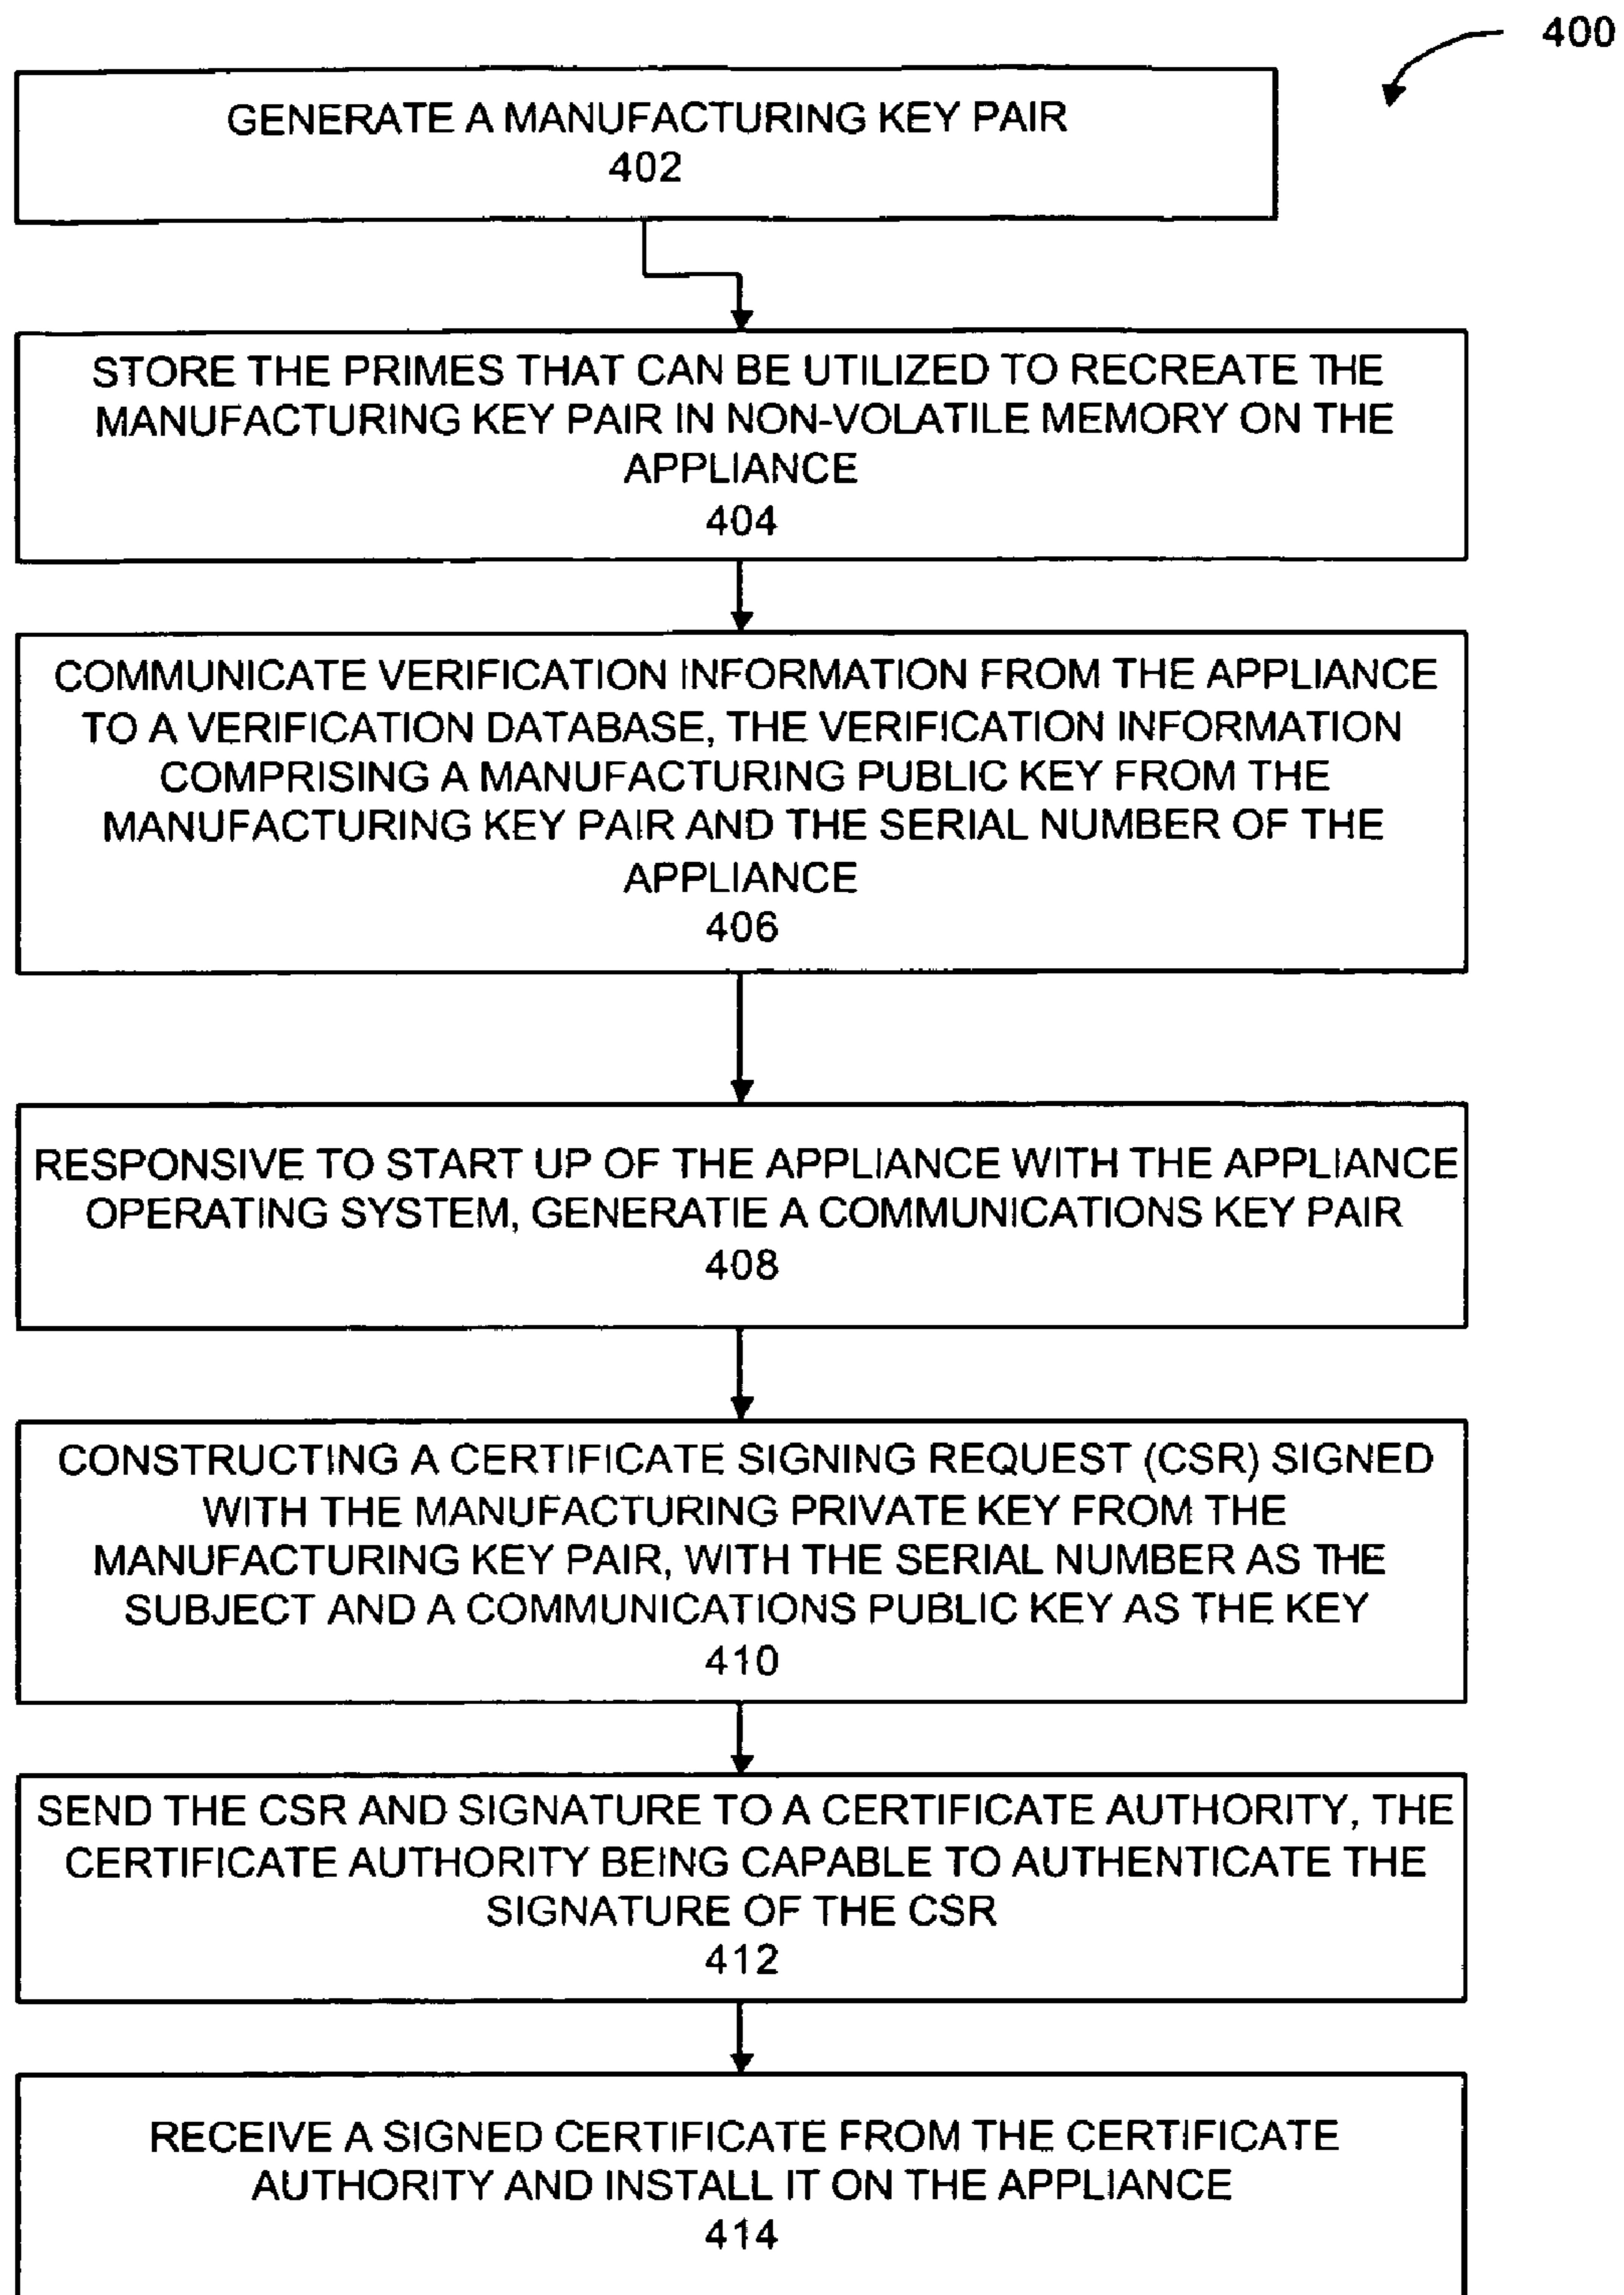 400
GENERATE A MANUFACTURING KEY PAIR
402
STORE THE PRIMES THAT CAN BE UTILIZED TO RECREATE THE
MANUFACTURING KEY PAIR IN NON-VOLATILE MEMORY ON THE
APPLIANCE
404
COMMUNICATE VERIFICATION INFORMATION FROM THE APPLIANCE
TO A VERIFICATION DATABASE, THE VERIFICATION INFORMATION
COMPRISING A MANUFACTURING PUBLIC KEY FROM THE
MANUFACTURING KEY PAIR AND THE SERIAL NUMBER OF THE
APPLIANCE
406
RESPONSIVE TO START UP OF THE APPLIANCE WITH THE APPLIANCE
OPERATING SYSTEM, GENERATIE A COMMUNICATIONS KEY PAIR
408
CONSTRUCTING A CERTIFICATE SIGNING REQUEST (CSR) SIGNED
WITH THE MANUFACTURING PRIVATE KEY FROM THE
MANUFACTURING KEY PAIR, WITH THE SERIAL NUMBER AS THE
SUBJECT AND A COMMUNICATIONS PUBLIC KEY AS THE KEY
410
SEND THE CSR AND SIGNATURE TO A CERTIFICATE AUTHORITY, THE
CERTIFICATE AUTHORITY BEING CAPABLE TO AUTHENTICATE THE
SIGNATURE OF THE CSR
412
RECEIVE A SIGNED CERTIFICATE FROM THE CERTIFICATE
AUTHORITY AND INSTALL IT ON THE APPLIANCE
414